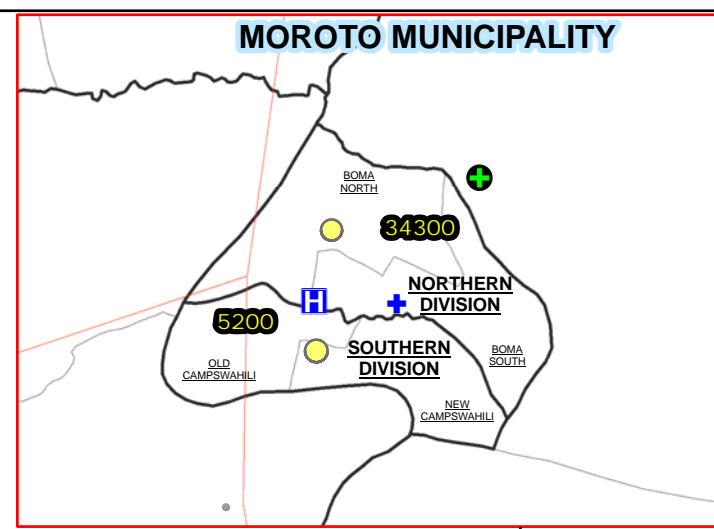 MOROTO MUNICIPALITY
BOMA
NORTH
34300
NORTHERN
DIVISION
H
5200
SOUTHERN
DIVISION
BOMA
SOUTH
OLD
CAMPSWAHILI
NEW
CAMPSWAHILI